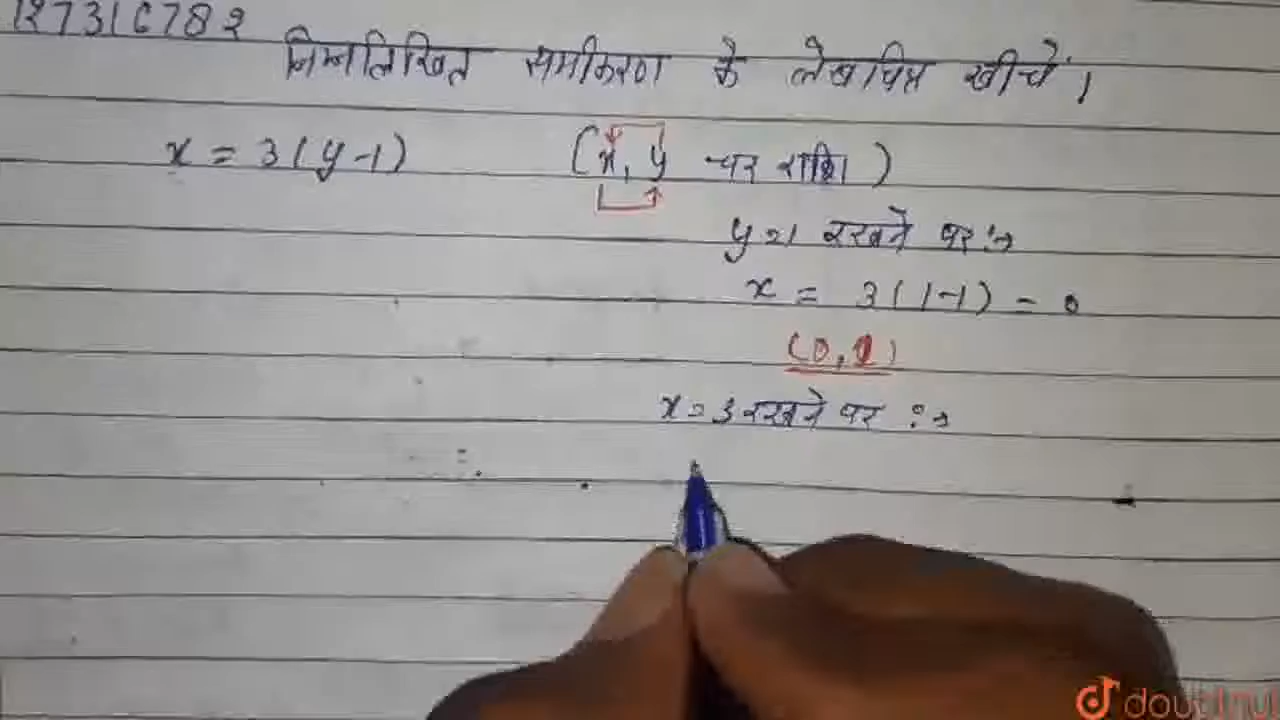 127316782
निम्नलिखित समीकरण के लेखाचित्र खीचें।
x = 3(y-1) (x, y चर राशि)
y=1 रखने पर:→
x = 3(1-1) = 0
(0,1)
x=3 रखने पर :→
doubtnut